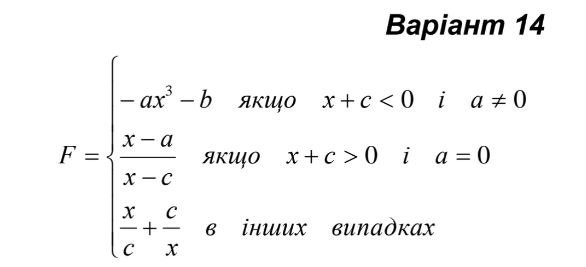 Варіант 14
−ax³ − b якщо x + c < 0 і a ≠ 0
F = { (x − a)/(x − c) якщо x + c > 0 і a = 0
x/c + c/x в інших випадках